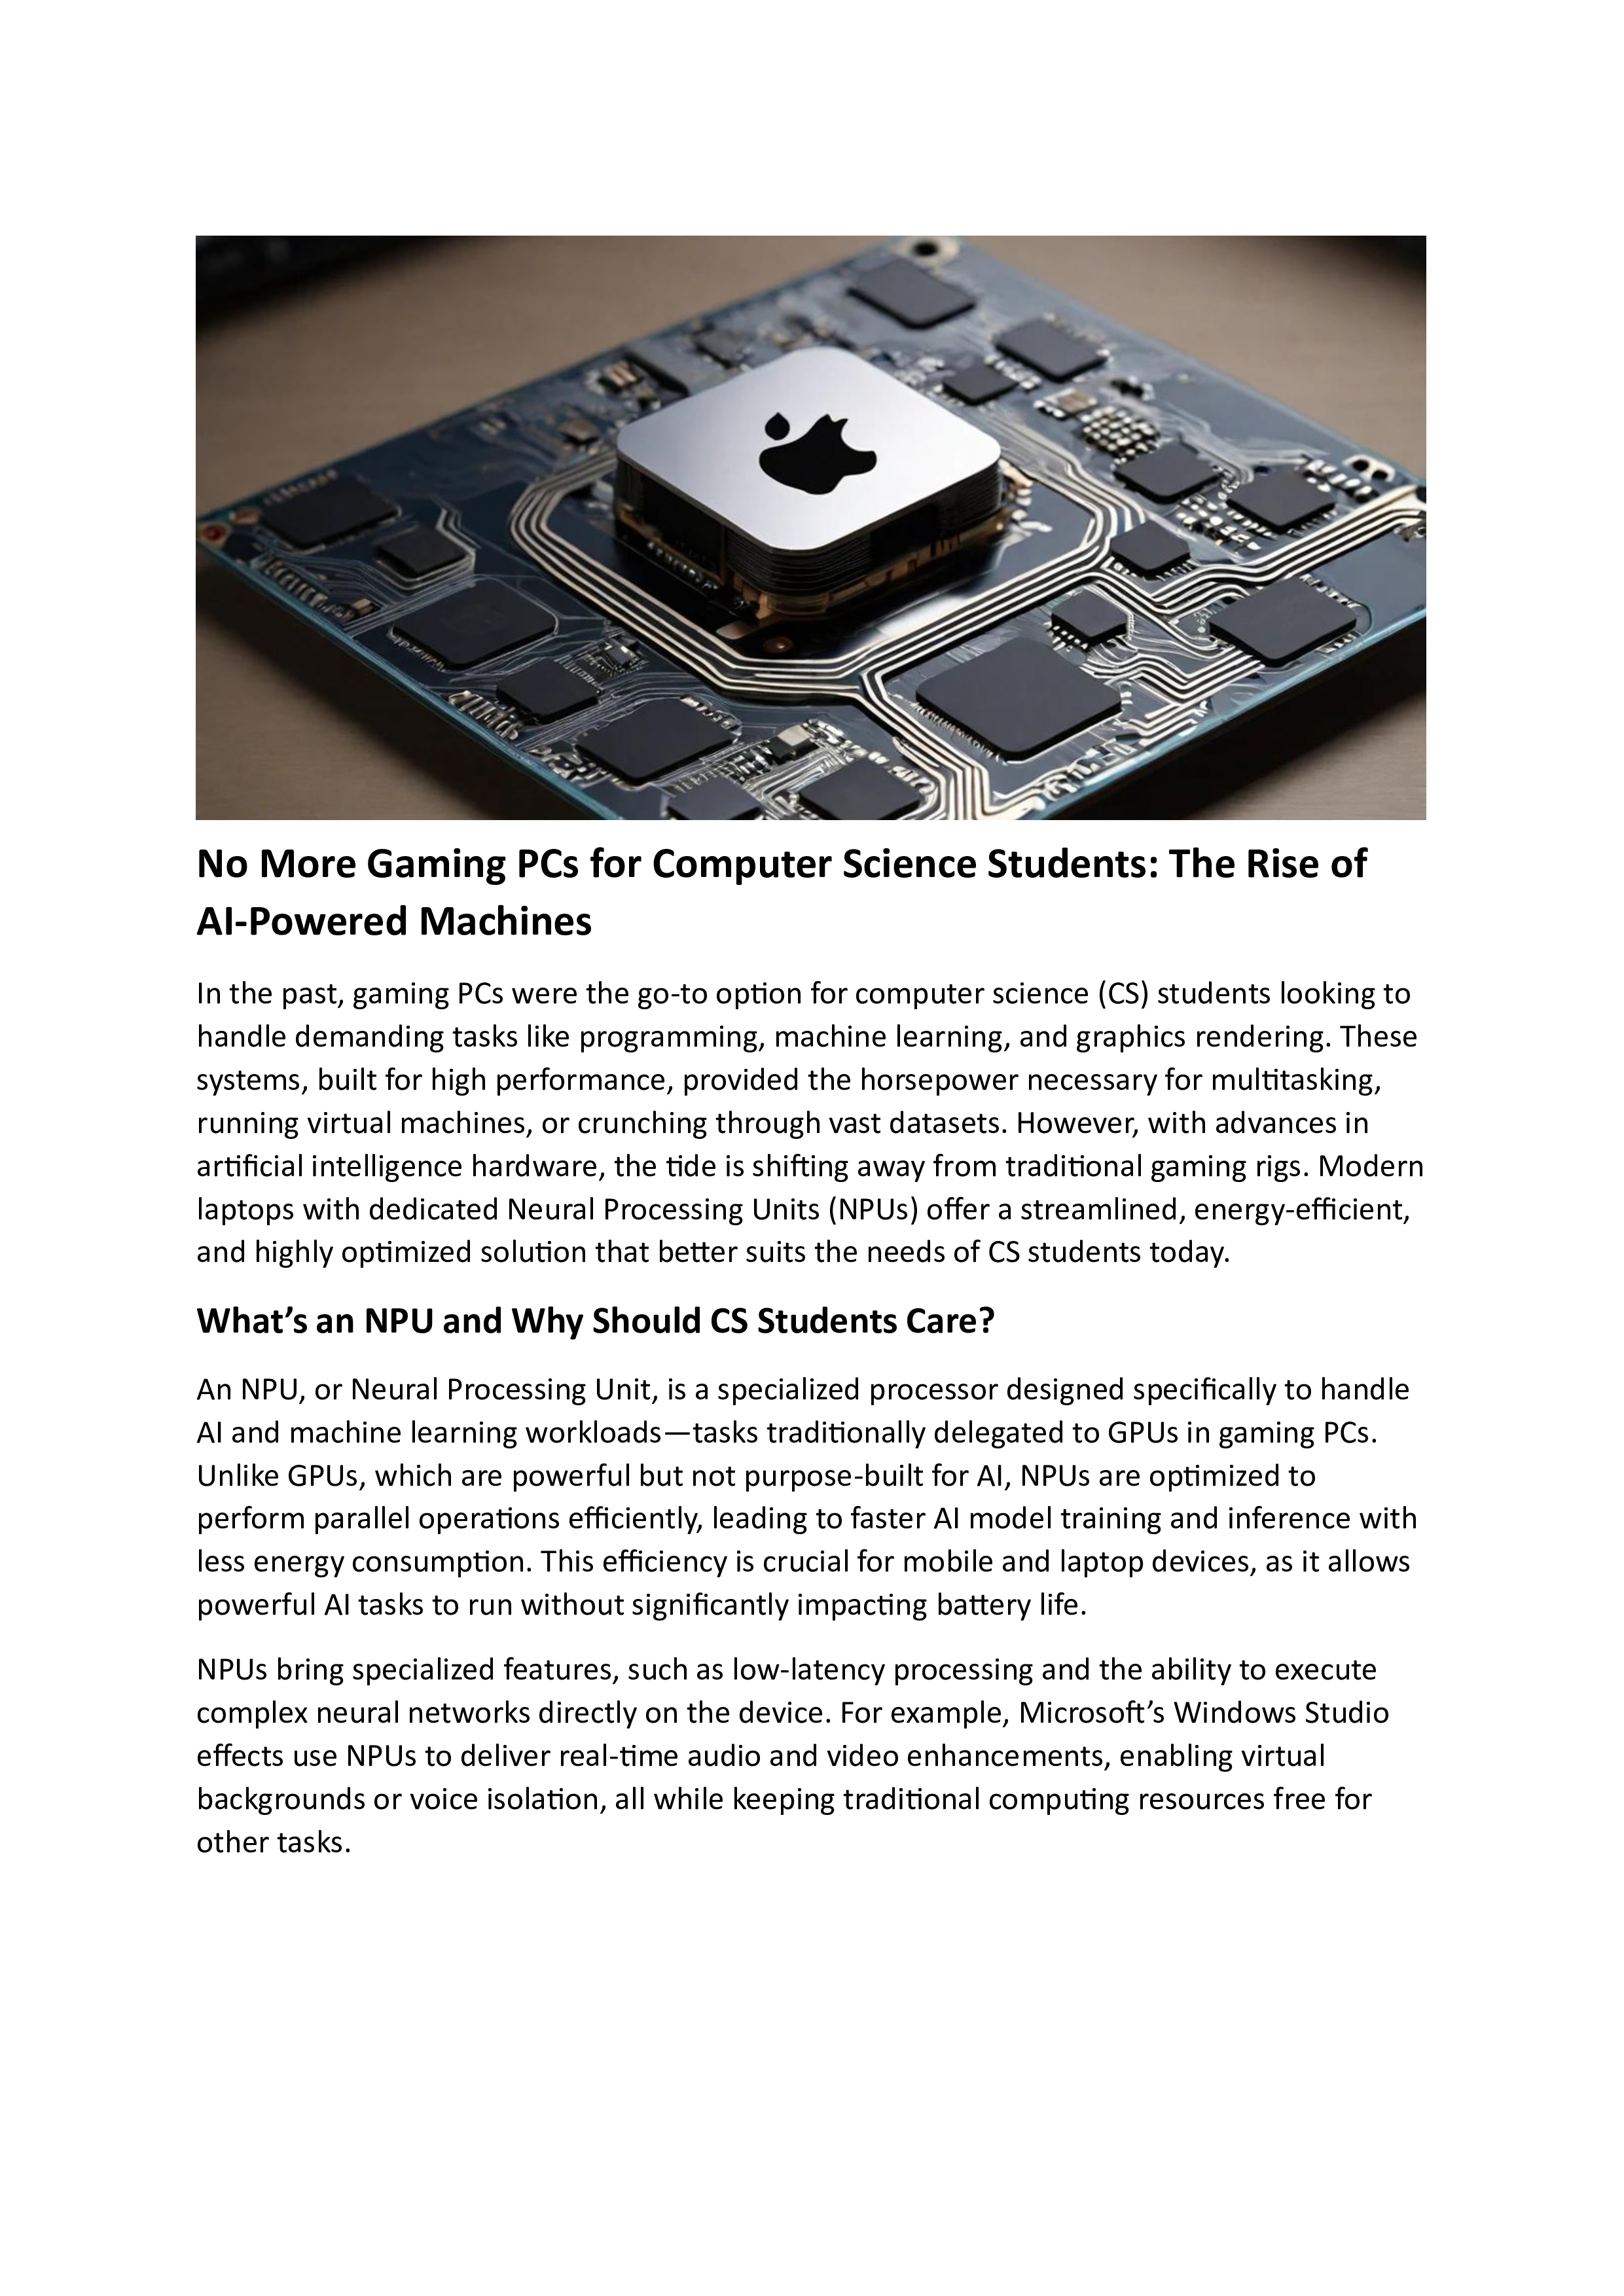 No More Gaming PCs for Computer Science Students: The Rise of
AI-Powered Machines
In the past, gaming PCs were the go-to option for computer science (CS) students looking to
handle demanding tasks like programming, machine learning, and graphics rendering. These
systems, built for high performance, provided the horsepower necessary for multitasking,
running virtual machines, or crunching through vast datasets. However, with advances in
artificial intelligence hardware, the tide is shifting away from traditional gaming rigs. Modern
laptops with dedicated Neural Processing Units (NPUs) offer a streamlined, energy-efficient,
and highly optimized solution that better suits the needs of CS students today.
What’s an NPU and Why Should CS Students Care?
An NPU, or Neural Processing Unit, is a specialized processor designed specifically to handle
AI and machine learning workloads—tasks traditionally delegated to GPUs in gaming PCs.
Unlike GPUs, which are powerful but not purpose-built for AI, NPUs are optimized to
perform parallel operations efficiently, leading to faster AI model training and inference with
less energy consumption. This efficiency is crucial for mobile and laptop devices, as it allows
powerful AI tasks to run without significantly impacting battery life.
NPUs bring specialized features, such as low-latency processing and the ability to execute
complex neural networks directly on the device. For example, Microsoft’s Windows Studio
effects use NPUs to deliver real-time audio and video enhancements, enabling virtual
backgrounds or voice isolation, all while keeping traditional computing resources free for
other tasks.